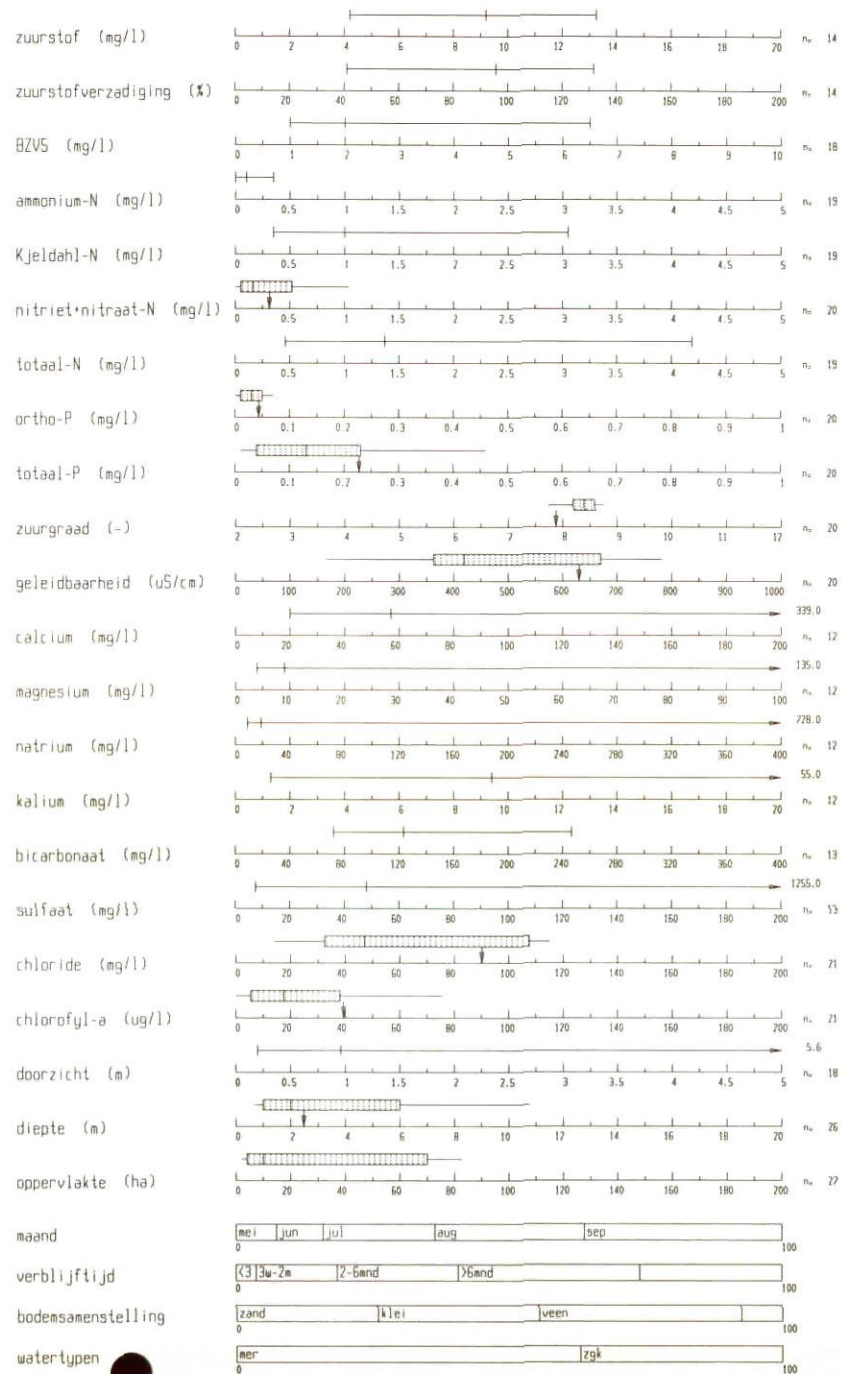 zuurstof (mg/l) 0 2 4 6 8 10 12 14 16 18 20 n= 14
zuurstofverzadiging (%) 0 20 40 60 80 100 120 140 160 180 200 n= 14
BZV5 (mg/l) 0 1 2 3 4 5 6 7 8 9 10 n= 18
ammonium-N (mg/l) 0 0.5 1 1.5 2 2.5 3 3.5 4 4.5 5 n= 19
Kjeldahl-N (mg/l) 0 0.5 1 1.5 2 2.5 3 3.5 4 4.5 5 n= 19
nitriet+nitraat-N (mg/l) 0 0.5 1 1.5 2 2.5 3 3.5 4 4.5 5 n= 20
totaal-N (mg/l) 0 0.5 1 1.5 2 2.5 3 3.5 4 4.5 5 n= 19
ortho-P (mg/l) 0 0.1 0.2 0.3 0.4 0.5 0.6 0.7 0.8 0.9 1 n= 20
totaal-P (mg/l) 0 0.1 0.2 0.3 0.4 0.5 0.6 0.7 0.8 0.9 1 n= 20
zuurgraad (-) 2 3 4 5 6 7 8 9 10 11 12 n= 20
geleidbaarheid (uS/cm) 0 100 200 300 400 500 600 700 800 900 1000 n= 20
339.0
calcium (mg/l) 0 20 40 60 80 100 120 140 160 180 200 n= 12
135.0
magnesium (mg/l) 0 10 20 30 40 50 60 70 80 90 100 n= 12
728.0
natrium (mg/l) 0 40 80 120 160 200 240 280 320 360 400 n= 12
55.0
kalium (mg/l) 0 2 4 6 8 10 12 14 16 18 20 n= 12
bicarbonaat (mg/l) 0 40 80 120 160 200 240 280 320 360 400 n= 13
1255.0
sulfaat (mg/l) 0 20 40 60 80 100 120 140 160 180 200 n= 13
chloride (mg/l) 0 20 40 60 80 100 120 140 160 180 200 n= 21
chlorofyl-a (ug/l) 0 20 40 60 80 100 120 140 160 180 200 n= 21
5.6
doorzicht (m) 0 0.5 1 1.5 2 2.5 3 3.5 4 4.5 5 n= 18
diepte (m) 0 2 4 6 8 10 12 14 16 18 20 n= 26
oppervlakte (ha) 0 20 40 60 80 100 120 140 160 180 200 n= 27
maand mei jun jul aug sep
0 100
verblijftijd <3 3w-2m 2-6mnd >6mnd
0 100
bodemsamenstelling zand klei veen
0 100
watertypen mer zgk
0 100